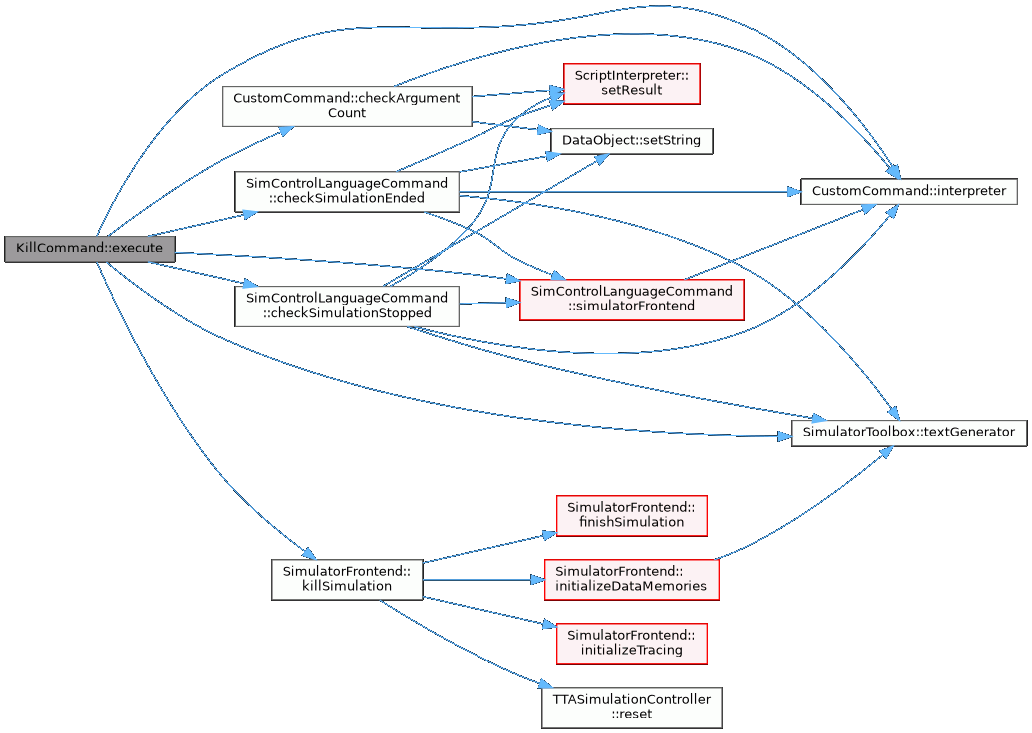 ScriptInterpreter::
setResult
CustomCommand::checkArgument
Count
DataObject::setString
SimControlLanguageCommand
::checkSimulationEnded
CustomCommand::interpreter
KillCommand::execute
SimControlLanguageCommand
::checkSimulationStopped
SimControlLanguageCommand
::simulatorFrontend
SimulatorToolbox::textGenerator
SimulatorFrontend::
finishSimulation
SimulatorFrontend::
killSimulation
SimulatorFrontend::
initializeDataMemories
SimulatorFrontend::
initializeTracing
TTASimulationController
::reset